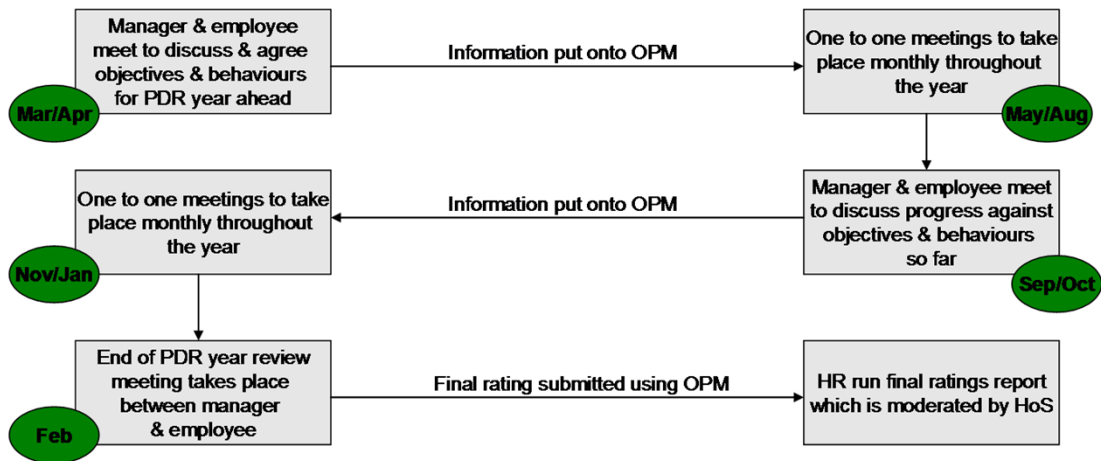 Manager & employee
meet to discuss & agree
objectives & behaviours
for PDR year ahead
Mar/Apr
Information put onto OPM
One to one meetings to take
place monthly throughout
the year
May/Aug
Manager & employee meet
to discuss progress against
objectives & behaviours
so far
Sep/Oct
Information put onto OPM
One to one meetings to take
place monthly throughout
the year
Nov/Jan
End of PDR year review
meeting takes place
between manager
& employee
Feb
Final rating submitted using OPM
HR run final ratings report
which is moderated by HoS